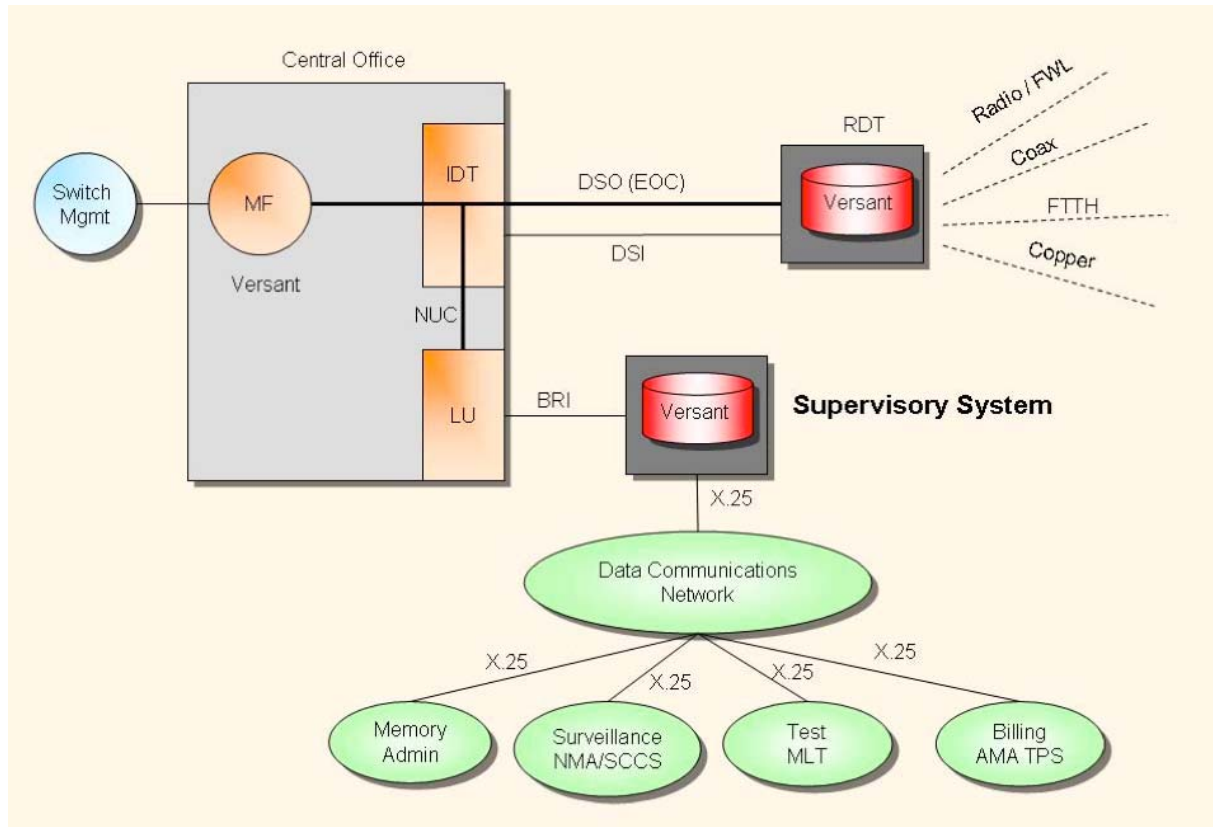 Central Office
Radio / FWL
RDT
Coax
IDT
Switch
Mgmt
MF
DSO (EOC)
Versant
FTTH
DSI
Copper
Versant
NUC
LU
BRI
Versant
Supervisory System
X.25
Data Communications
Network
X.25
X.25
X.25
X.25
Memory
Admin
Surveillance
NMA/SCCS
Test
MLT
Billing
AMA TPS